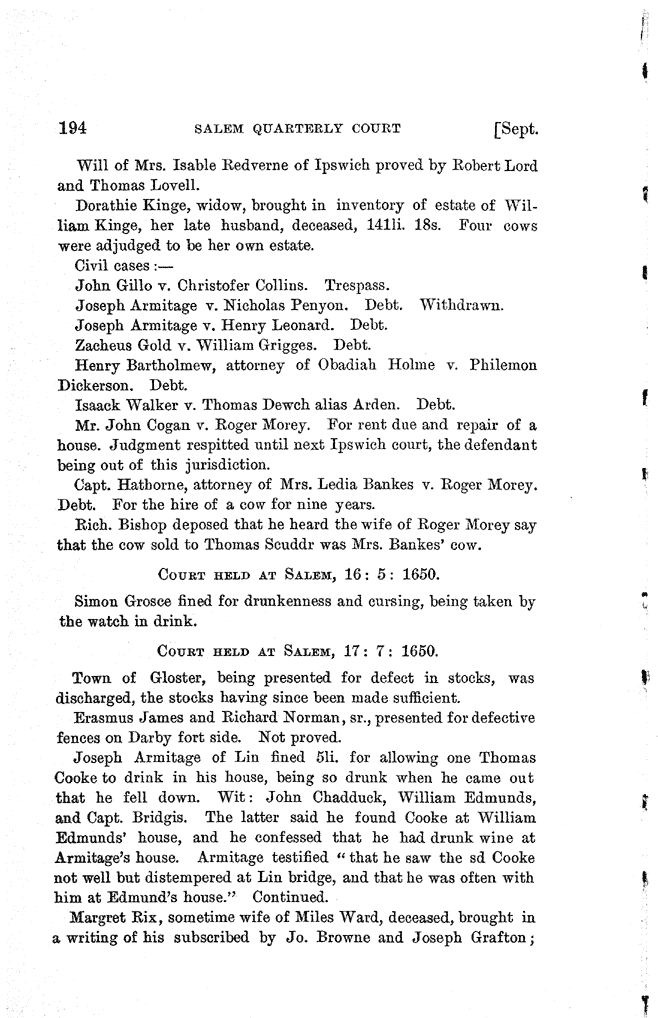 194 SALEM QUARTERLY COURT [Sept.
Will of Mrs. Isable Redverne of Ipswich proved by Robert Lord
and Thomas Lovell.
Dorathie Kinge, widow, brought in inventory of estate of Wil-
liam Kinge, her late husband, deceased, 141li. 18s. Four cows
were adjudged to be her own estate.
Civil cases :—
John Gillo v. Christofer Collins. Trespass.
Joseph Armitage v. Nicholas Penyon. Debt. Withdrawn.
Joseph Armitage v. Henry Leonard. Debt.
Zacheus Gold v. William Grigges. Debt.
Henry Bartholmew, attorney of Obadiah Holme v. Philemon
Dickerson. Debt.
Isaack Walker v. Thomas Dewch alias Arden. Debt.
Mr. John Cogan v. Roger Morey. For rent due and repair of a
house. Judgment respitted until next Ipswich court, the defendant
being out of this jurisdiction.
Capt. Hathorne, attorney of Mrs. Ledia Bankes v. Roger Morey.
Debt. For the hire of a cow for nine years.
Rich. Bishop deposed that he heard the wife of Roger Morey say
that the cow sold to Thomas Scuddr was Mrs. Bankes' cow.
COURT HELD AT SALEM, 16: 5: 1650.
Simon Grosce fined for drunkenness and cursing, being taken by
the watch in drink.
COURT HELD AT SALEM, 17: 7: 1650.
Town of Gloster, being presented for defect in stocks, was
discharged, the stocks having since been made sufficient.
Erasmus James and Richard Norman, sr., presented for defective
fences on Darby fort side. Not proved.
Joseph Armitage of Lin fined 5li. for allowing one Thomas
Cooke to drink in his house, being so drunk when he came out
that he fell down. Wit: John Chadduck, William Edmunds,
and Capt. Bridgis. The latter said he found Cooke at William
Edmunds' house, and he confessed that he had drunk wine at
Armitage's house. Armitage testified "that he saw the sd Cooke
not well but distempered at Lin bridge, and that he was often with
him at Edmund's house." Continued.
Margret Rix, sometime wife of Miles Ward, deceased, brought in
a writing of his subscribed by Jo. Browne and Joseph Grafton;